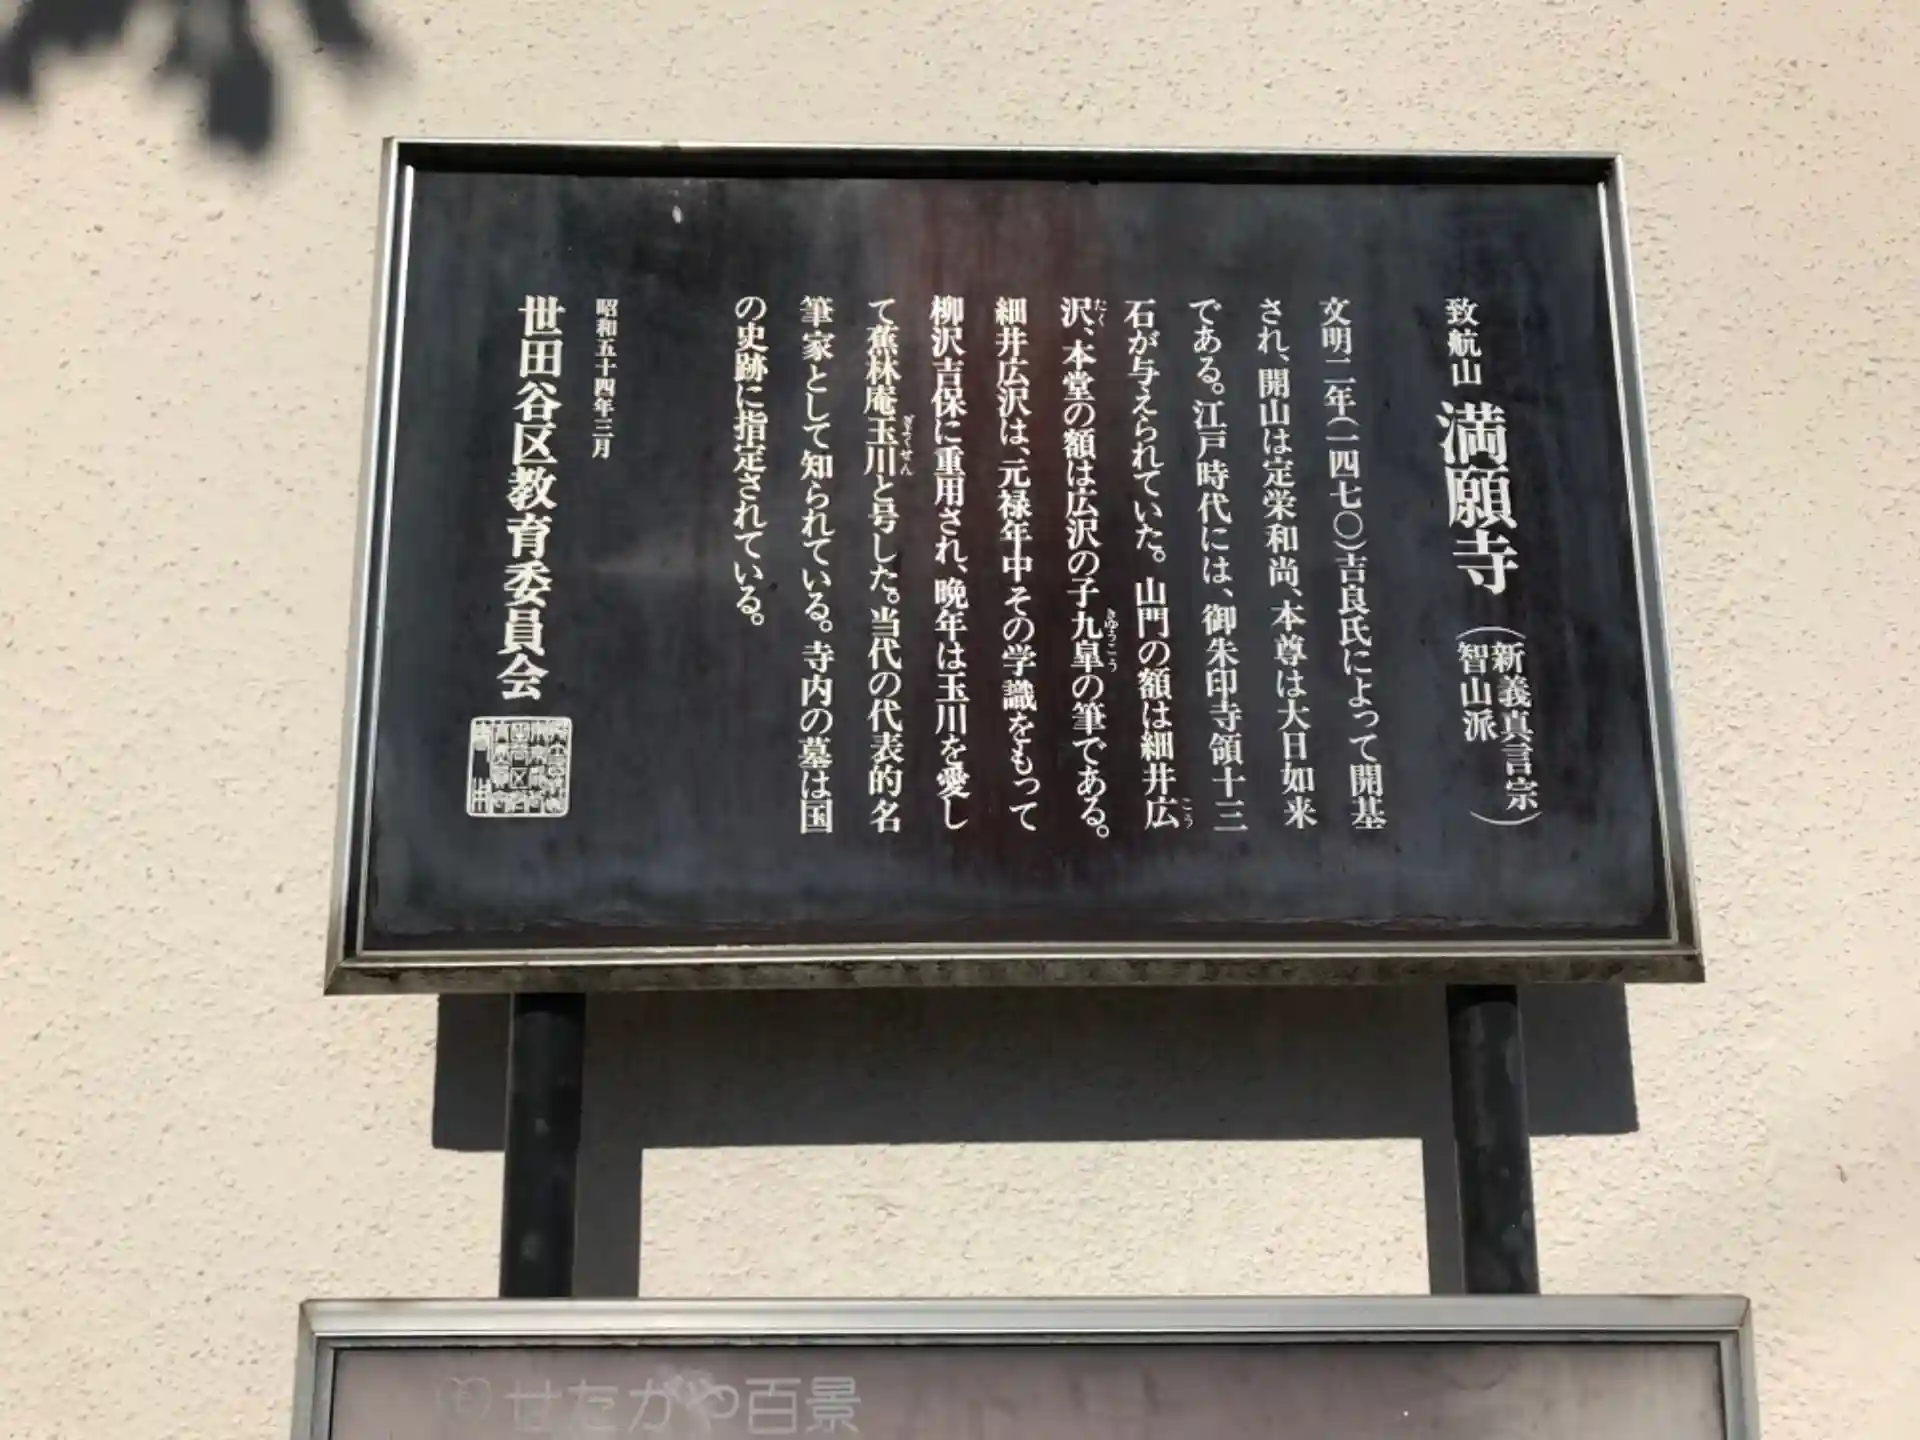 致航山 満願寺 (新義真言宗 智山派)
文明二年(一四七〇)吉良氏によって開基
され、開山は定栄和尚、本尊は大日如来
である。江戸時代には、御朱印寺領十三
石が与えられていた。山門の額は細井広
沢、本堂の額は広沢の子九皐の筆である。
細井広沢は、元禄年中その学識をもって
柳沢吉保に重用され、晩年は玉川を愛し
て蕉林庵玉川と号した。当代の代表的名
筆家として知られている。寺内の墓は国
の史跡に指定されている。
昭和五十四年三月
世田谷区教育委員会
せたがや百景